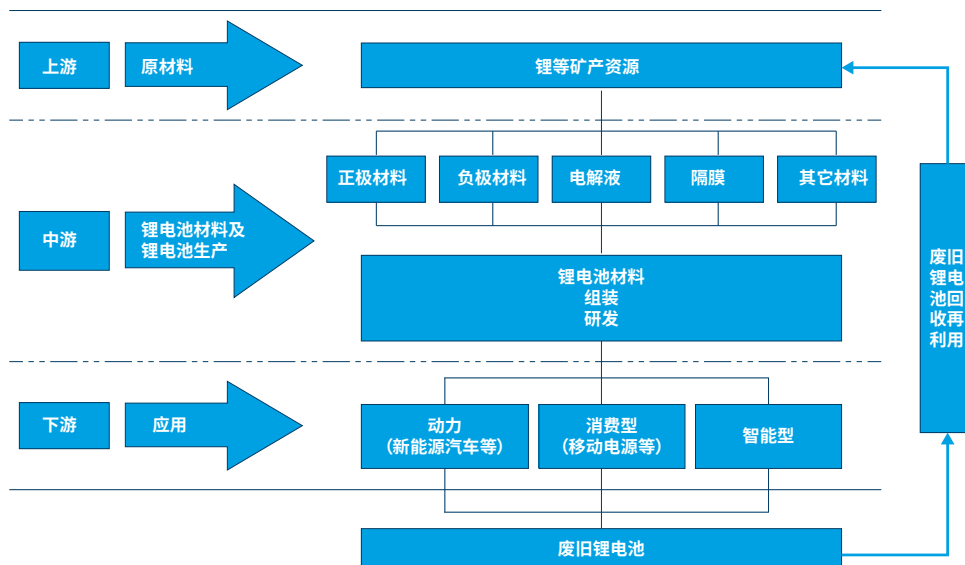 上游
原材料
锂等矿产资源
正极材料
负极材料
电解液
隔膜
其它材料
中游
锂电池材料及
锂电池生产
锂电池材料
组装
研发
下游
应用
动力
（新能源汽车等）
消费型
（移动电源等）
智能型
废旧锂电池
废旧
锂电
池回
收再
利用